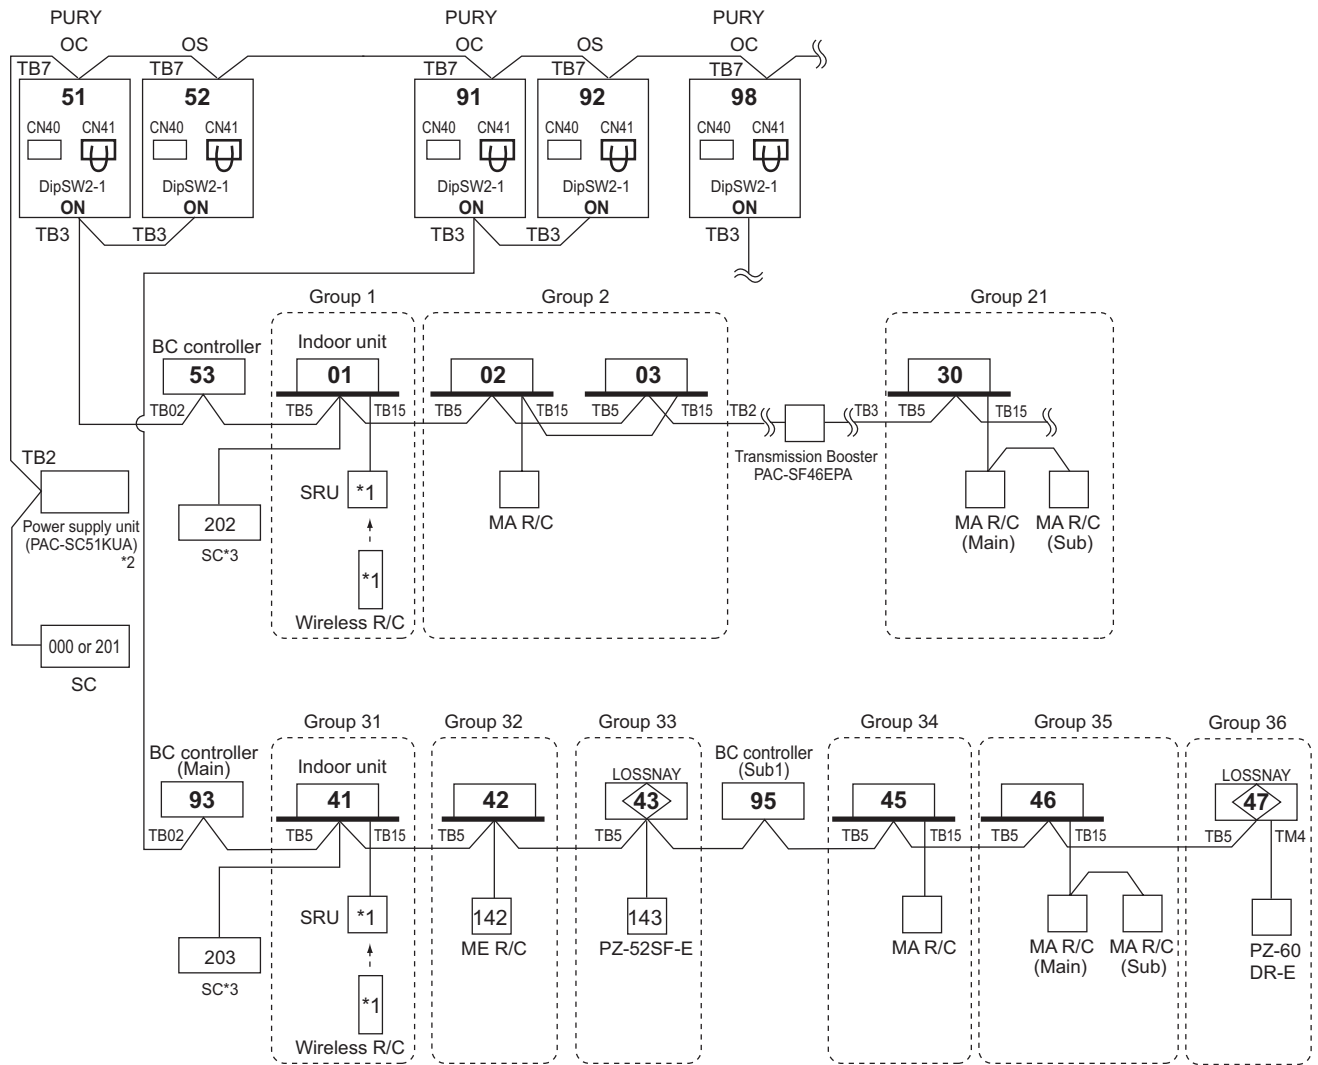 PURY PURY PURY
OC OS OC OS OC
TB7 TB7 TB7 TB7 TB7
51 52 91 92 98
CN40 CN41 CN40 CN41 CN40 CN41 CN40 CN41 CN40 CN41
DipSW2-1 DipSW2-1 DipSW2-1 DipSW2-1 DipSW2-1
ON ON ON ON ON
TB3 TB3 TB3 TB3 TB3
Group 1 Group 2 Group 21
BC controller Indoor unit
53 01 02 03 30
TB02 TB5 TB15 TB5 TB15 TB5 TB15 TB2 TB3 TB5 TB15
Transmission Booster
PAC-SF46EPA
TB2
Power supply unit
(PAC-SC51KUA)
*2
SRU *1
202
SC*3
*1
Wireless R/C
MA R/C
MA R/C
(Main)
MA R/C
(Sub)
000 or 201
SC
Group 31 Group 32 Group 33 Group 34 Group 35 Group 36
BC controller
(Main)
Indoor unit
LOSSNAY
BC controller
(Sub1)
LOSSNAY
93 41 42 43 95 45 46 47
TB02 TB5 TB15 TB5 TB5 TB5 TB15 TB5 TB15 TB5 TM4
SRU *1
203
SC*3
*1
Wireless R/C
142
ME R/C
143
PZ-52SF-E
MA R/C
MA R/C
(Main)
MA R/C
(Sub)
PZ-60
DR-E